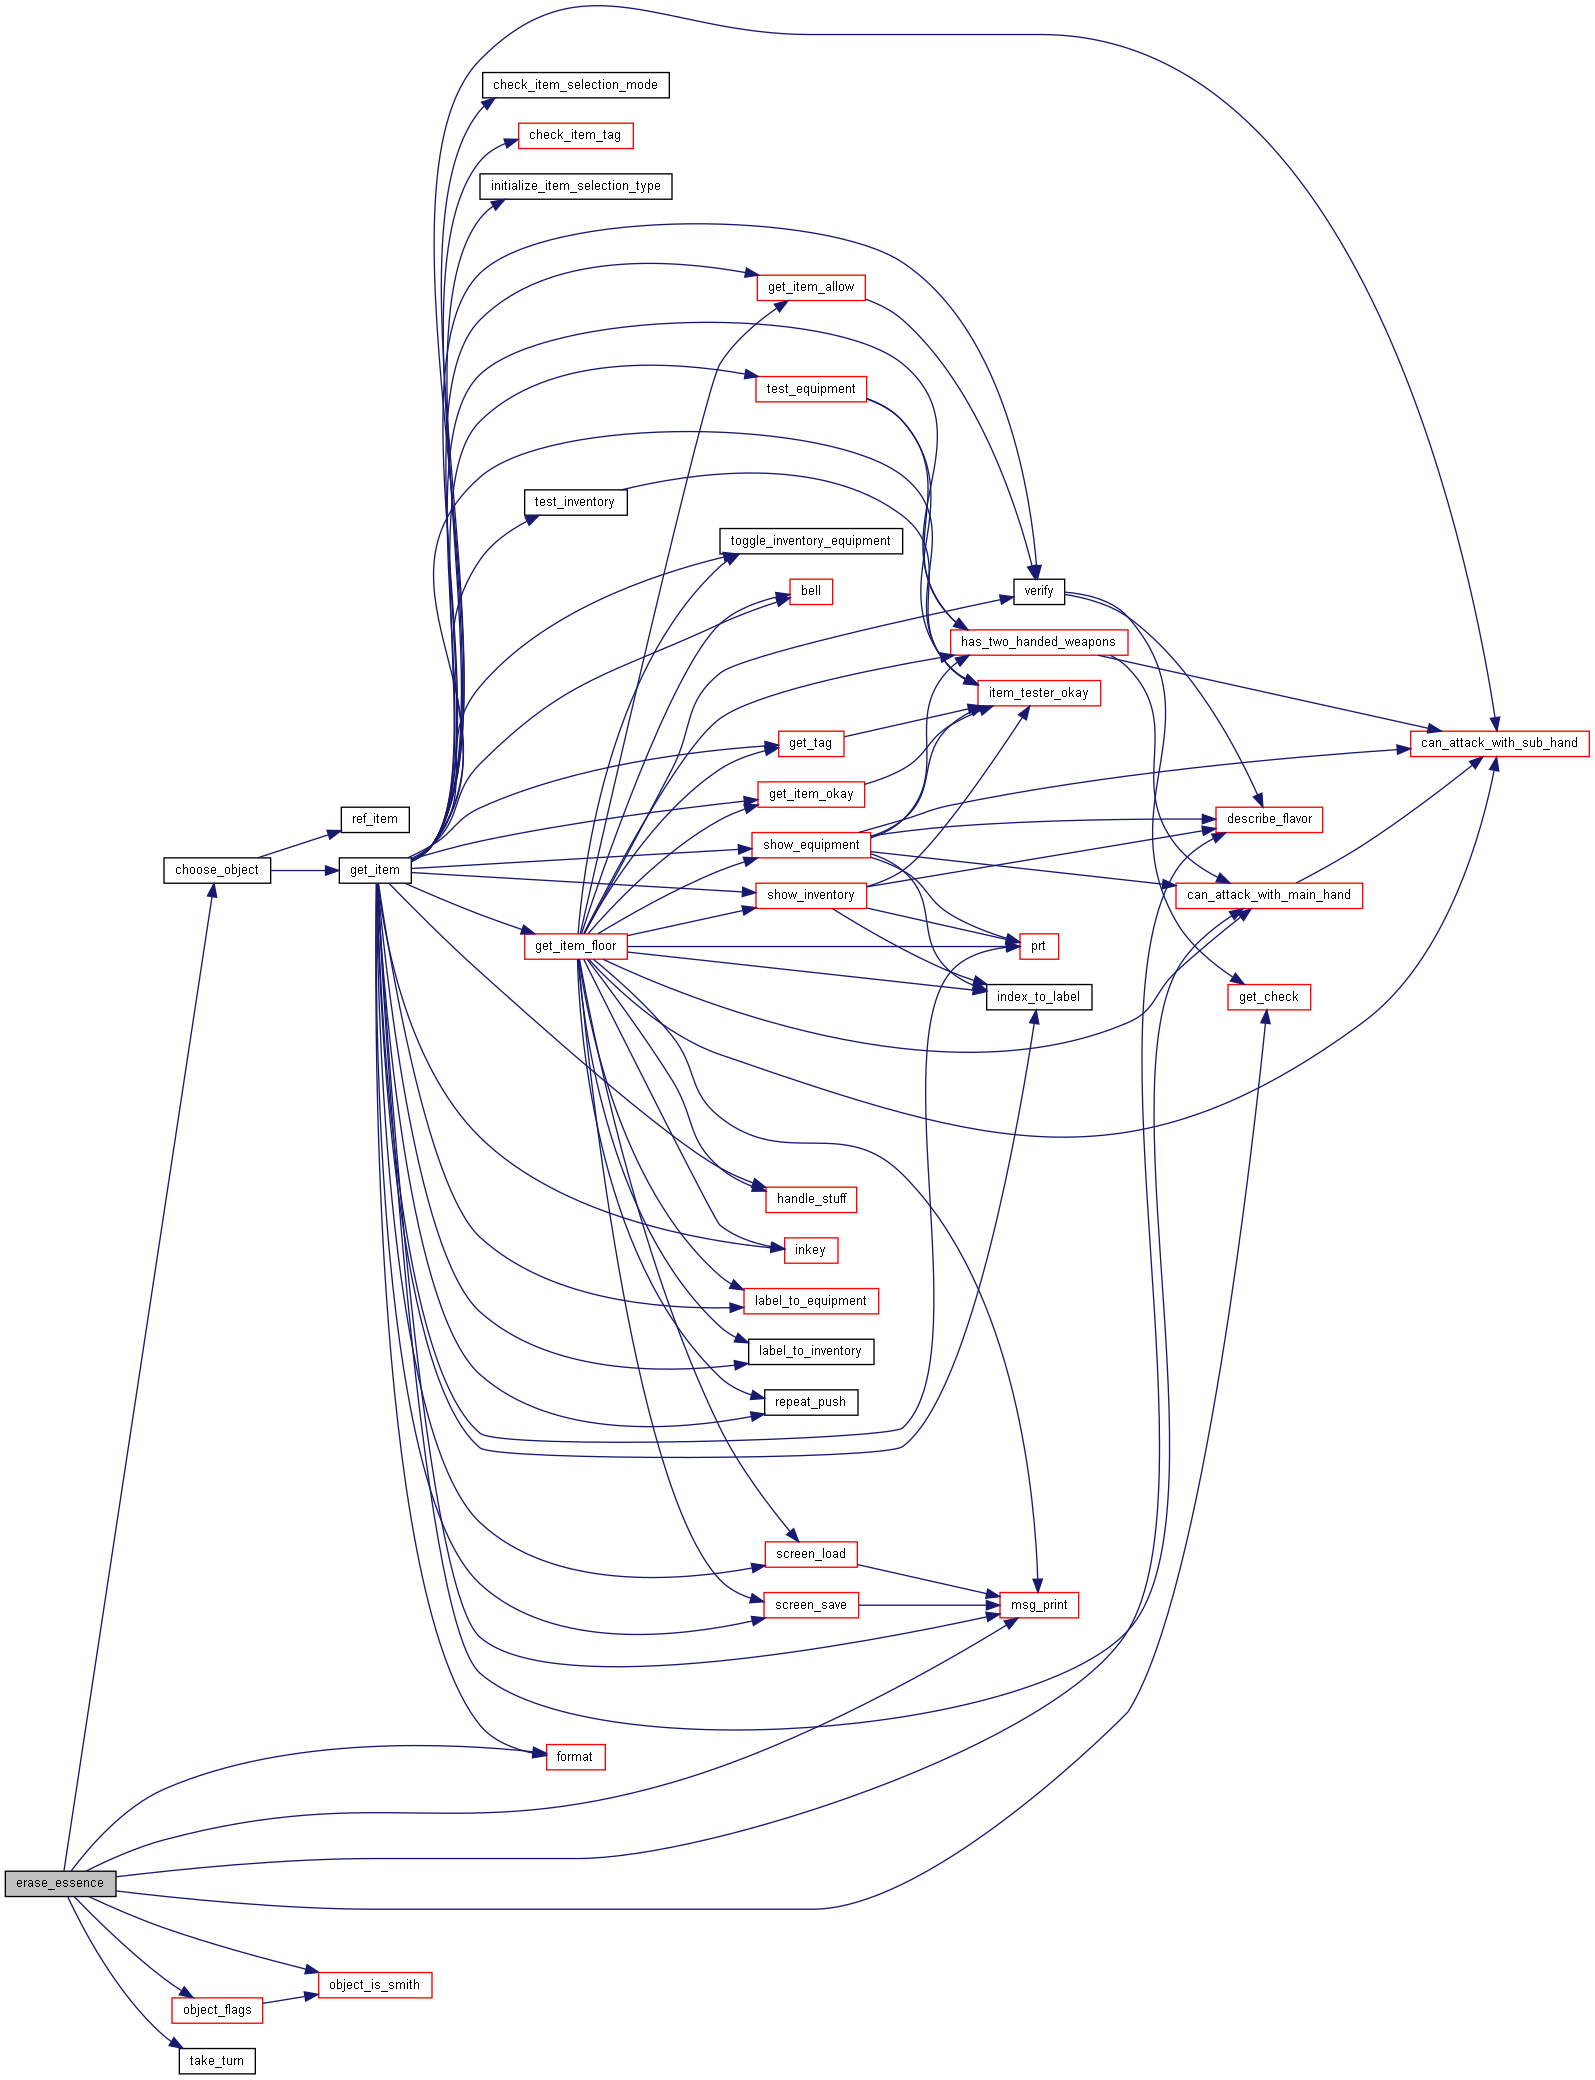 check_item_selection_mode
check_item_tag
initialize_item_selection_type
get_item_allow
test_equipment
test_inventory
toggle_inventory_equipment
bell
verify
has_two_handed_weapons
item_tester_okay
get_tag
can_attack_with_sub_hand
get_item_okay
ref_item
describe_flavor
show_equipment
choose_object
get_item
show_inventory
can_attack_with_main_hand
get_item_floor
prt
index_to_label
get_check
handle_stuff
inkey
label_to_equipment
label_to_inventory
repeat_push
screen_load
screen_save
msg_print
format
erase_essence
object_is_smith
object_flags
take_turn